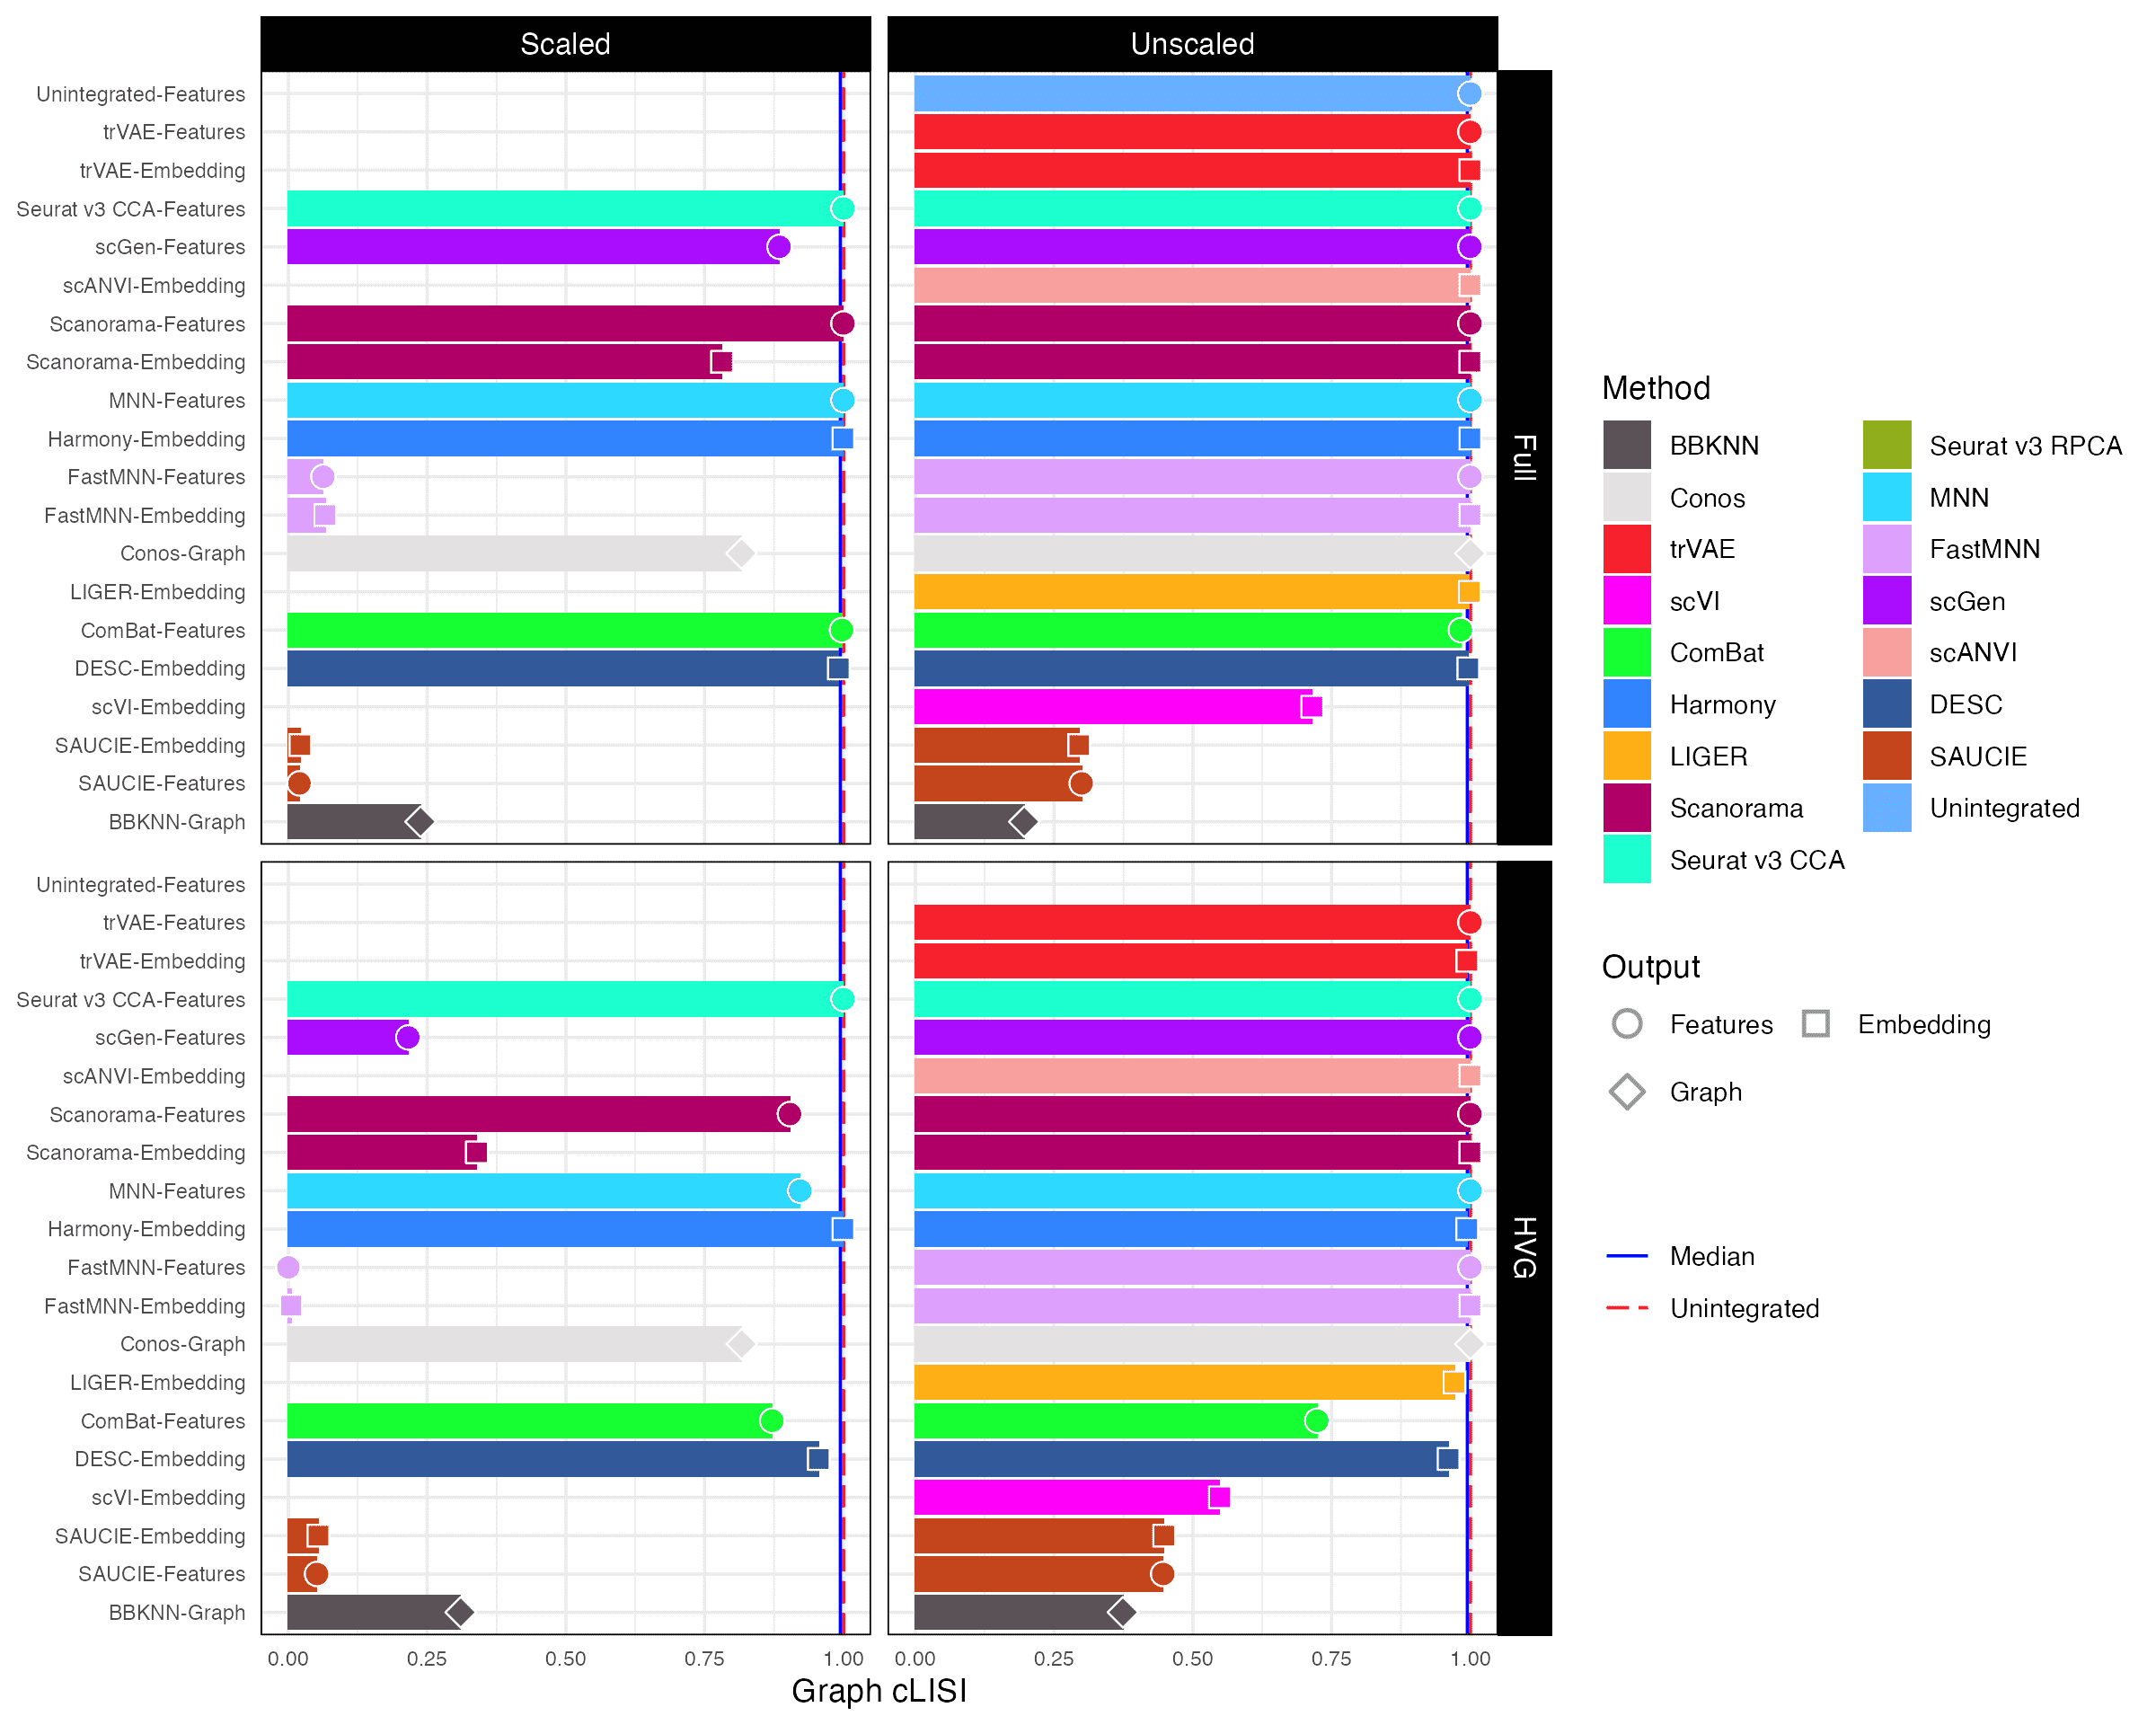 Scaled
Unscaled
Unintegrated-Features
trVAE-Features
trVAE-Embedding
Seurat v3 CCA-Features
scGen-Features
scANVI-Embedding
Scanorama-Features
Scanorama-Embedding
MNN-Features
Harmony-Embedding
FastMNN-Features
FastMNN-Embedding
Conos-Graph
LIGER-Embedding
ComBat-Features
DESC-Embedding
scVI-Embedding
SAUCIE-Embedding
SAUCIE-Features
BBKNN-Graph
Full
Unintegrated-Features
trVAE-Features
trVAE-Embedding
Seurat v3 CCA-Features
scGen-Features
scANVI-Embedding
Scanorama-Features
Scanorama-Embedding
MNN-Features
Harmony-Embedding
FastMNN-Features
FastMNN-Embedding
Conos-Graph
LIGER-Embedding
ComBat-Features
DESC-Embedding
scVI-Embedding
SAUCIE-Embedding
SAUCIE-Features
BBKNN-Graph
HVG
0.00 0.25 0.50 0.75 1.00 0.00 0.25 0.50 0.75 1.00
Graph cLISI
Method
BBKNN
Conos
trVAE
scVI
ComBat
Harmony
LIGER
Scanorama
Seurat v3 CCA
Seurat v3 RPCA
MNN
FastMNN
scGen
scANVI
DESC
SAUCIE
Unintegrated
Output
Features
Embedding
Graph
Median
Unintegrated